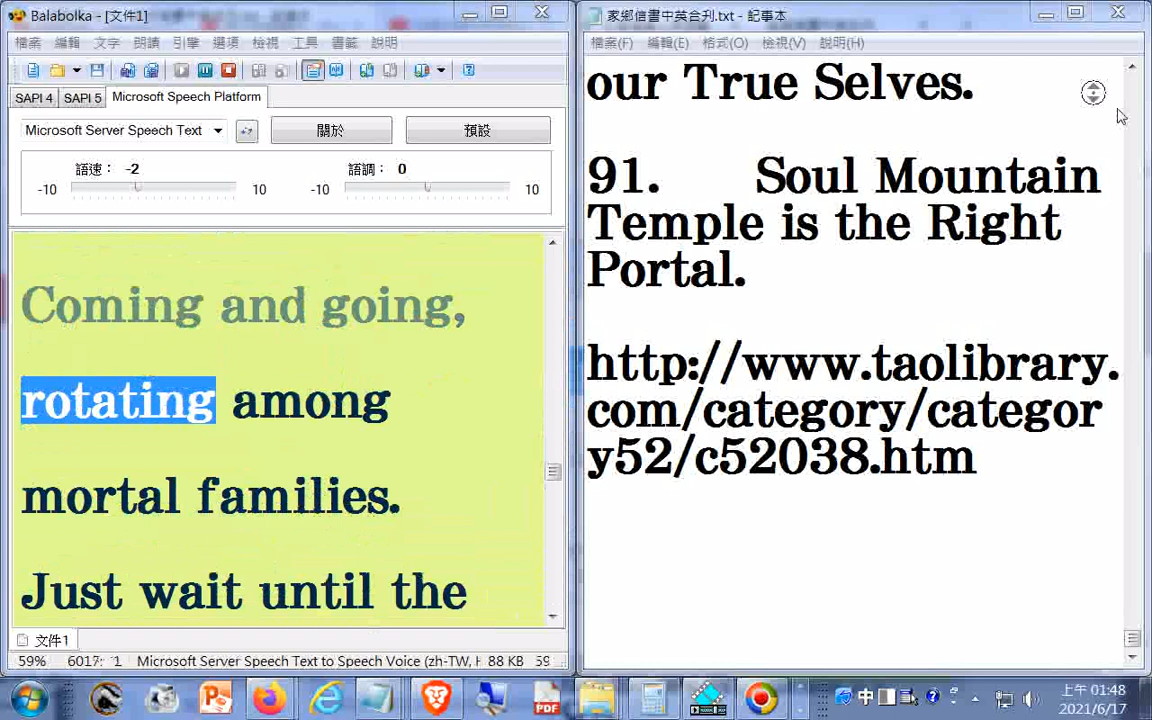 Balabolka - [文件1]
檔案 編輯 文字 朗讀 引擎 選項 檢視 工具 書籤 說明
SAPI 4 SAPI 5 Microsoft Speech Platform
Microsoft Server Speech Text 關於 預設
語速： -2 語調： 0
-10 10 -10 10
Coming and going,
rotating among
mortal families.
Just wait until the
文件1
59% 6017: 1 Microsoft Server Speech Text to Speech Voice (zh-TW, 88 KB 59
家鄉信書中英合刋.txt - 記事本
檔案(F) 編輯(E) 格式(O) 檢視(V) 說明(H)
our True Selves.
91. Soul Mountain
Temple is the Right
Portal.
http://www.taolibrary.
com/category/categor
y52/c52038.htm
PDF
中
上午 01:48
2021/6/17